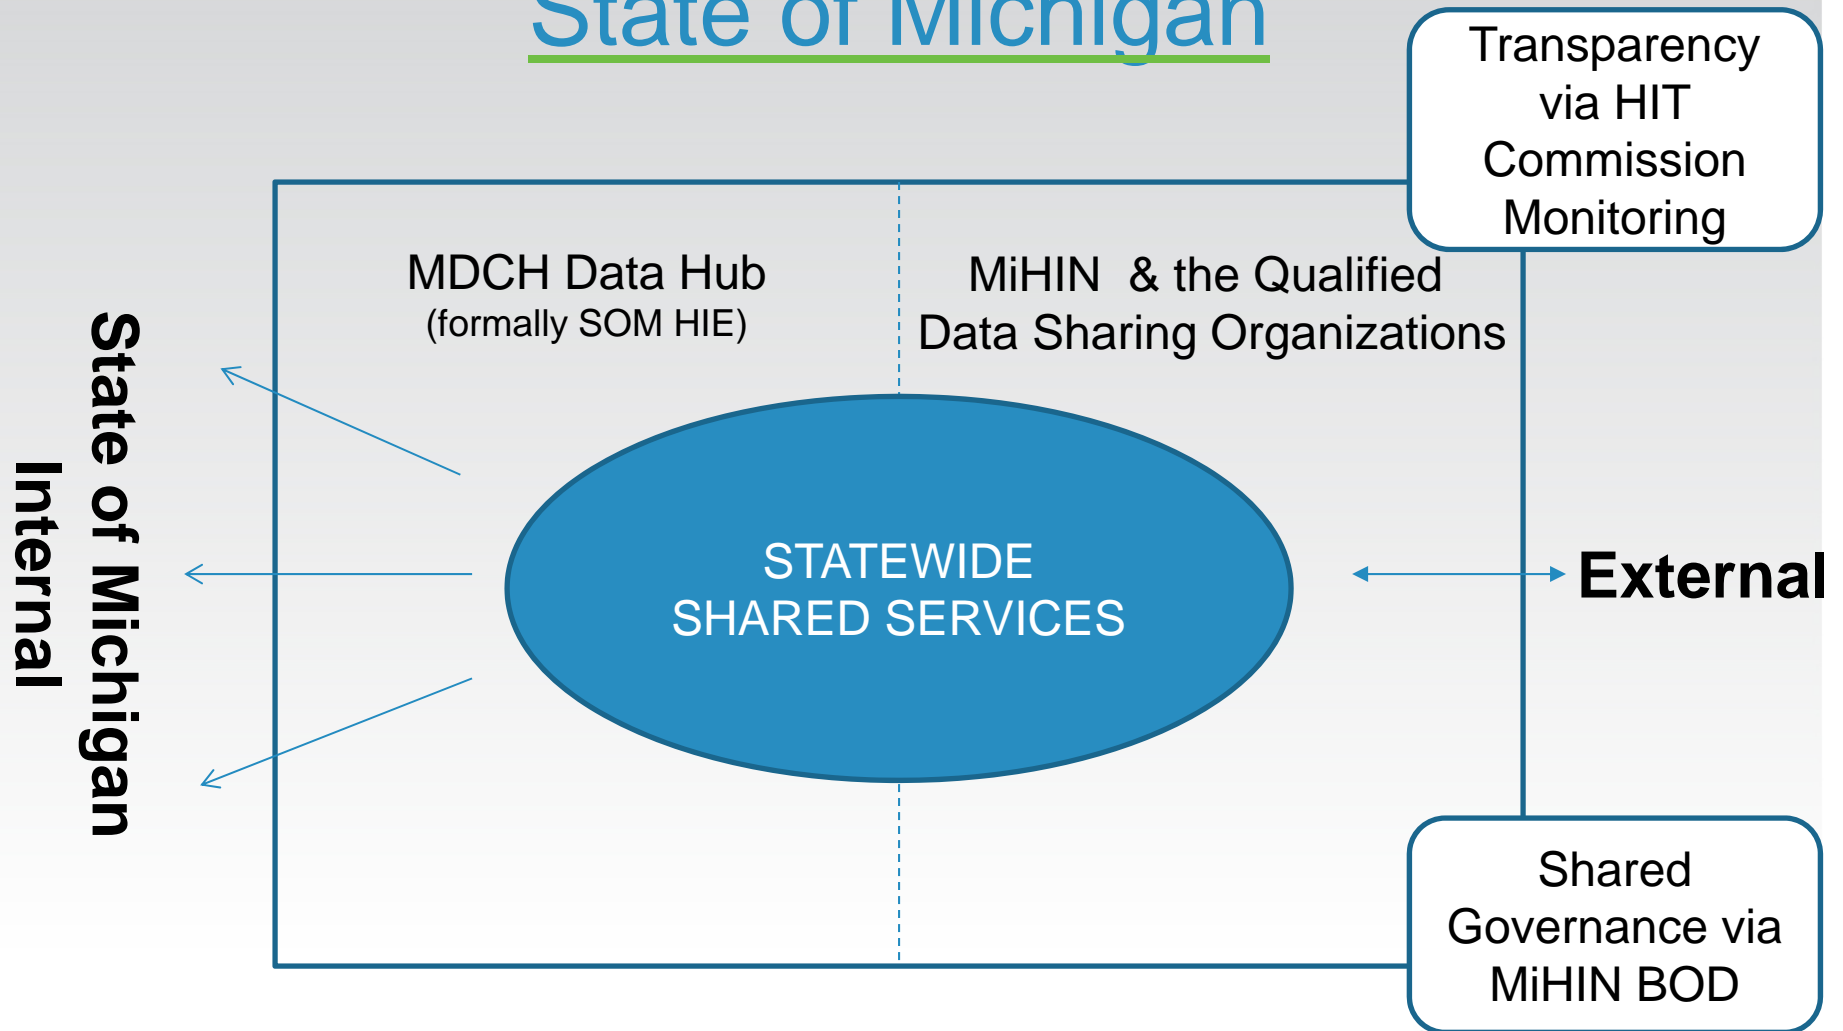 State of Michigan
Transparency
via HIT
Commission
Monitoring
MDCH Data Hub
(formally SOM HIE)
MiHIN & the Qualified
Data Sharing Organizations
State of Michigan
Internal
STATEWIDE
SHARED SERVICES
External
Shared
Governance via
MiHIN BOD